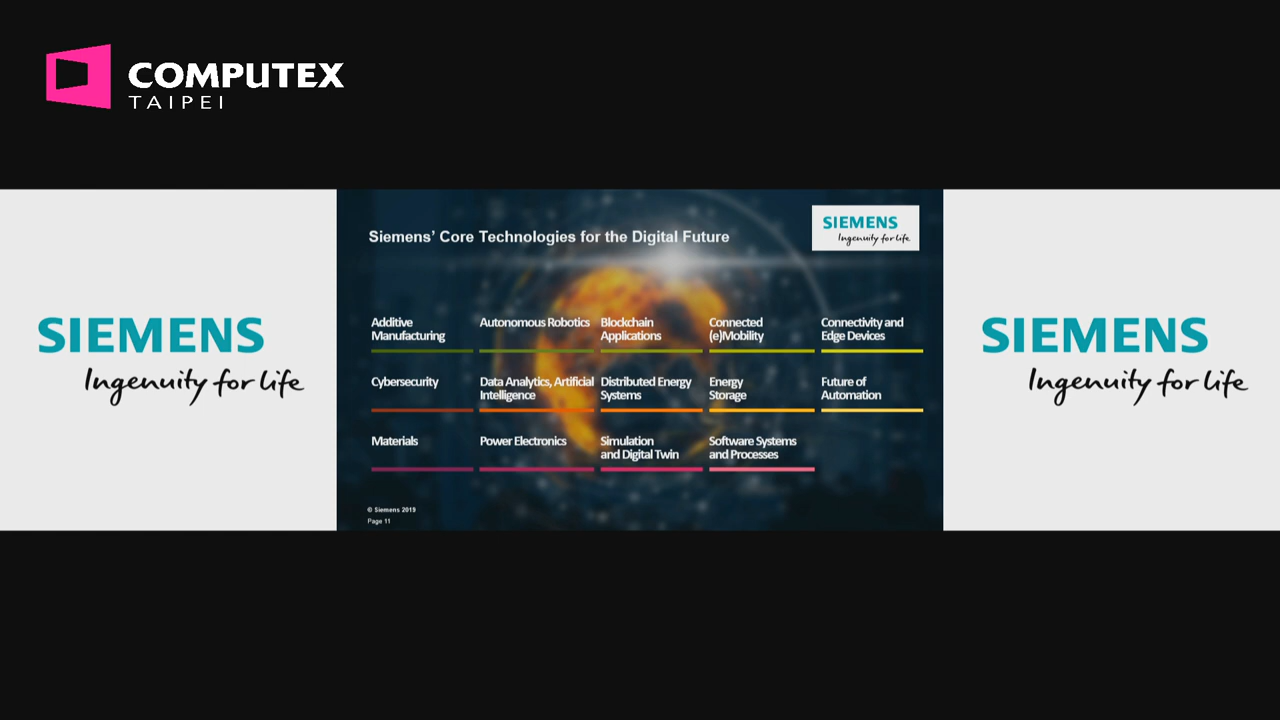 COMPUTEX
TAIPEI
SIEMENS
Ingenuity for life
Siemens' Core Technologies for the Digital Future
SIEMENS
Ingenuity for life
Additive
Manufacturing
Autonomous Robotics
Blockchain
Applications
Connected
(e)Mobility
Connectivity and
Edge Devices
Cybersecurity
Data Analytics, Artificial
Intelligence
Distributed Energy
Systems
Energy
Storage
Future of
Automation
Materials
Power Electronics
Simulation
and Digital Twin
Software Systems
and Processes
© Siemens 2019
Page 11
SIEMENS
Ingenuity for life